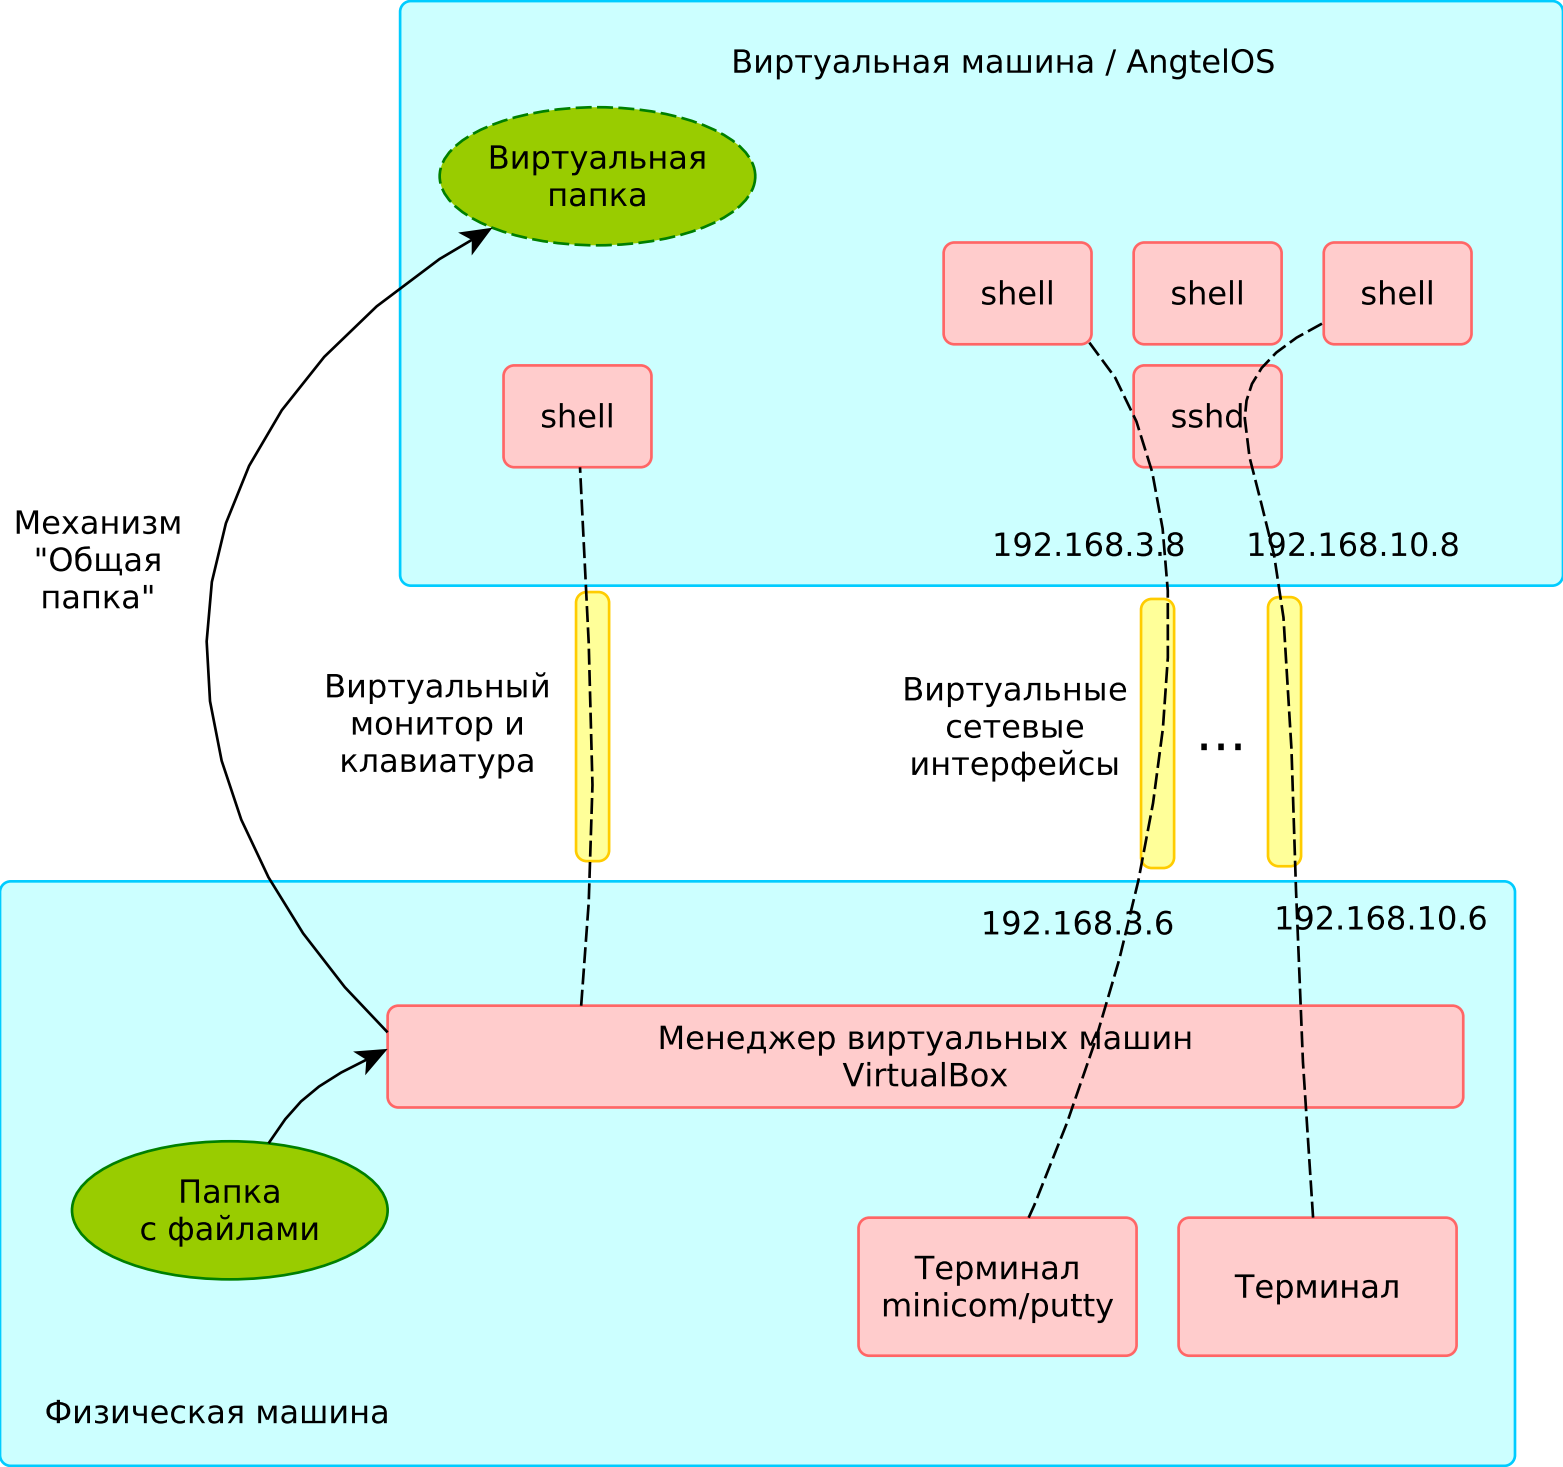 Виртуальная машина / AngtelOS
Виртуальная
папка
shell
shell
shell
shell
sshd
Механизм
"Общая
папка"
192.168.3.8
192.168.10.8
Виртуальный
монитор и
клавиатура
Виртуальные
сетевые
интерфейсы
...
192.168.3.6
192.168.10.6
Менеджер виртуальных машин
VirtualBox
Папка
с файлами
Терминал
minicom/putty
Терминал
Физическая машина